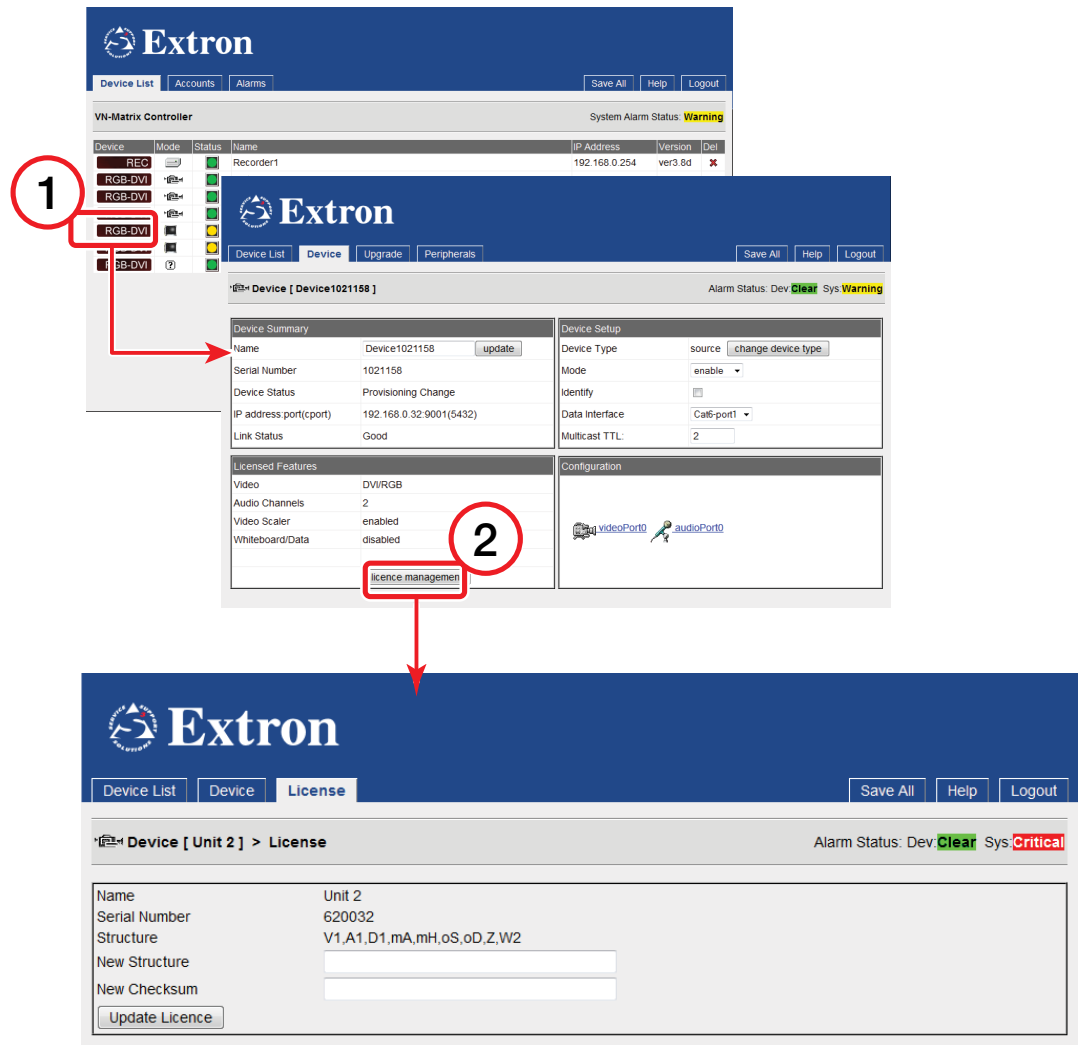 Extron
Device List Accounts Alarms Save All Help Logout
VN-Matrix Controller System Alarm Status: Warning
Device Mode Status Name IP Address Version Del
REC Recorder1 192.168.0.254 ver3.8d
RGB-DVI
RGB-DVI
1
RGB-DVI
RGB-DVI
SERVICE SUPPORT SOLUTIONS Extron
Device List Device Upgrade Peripherals Save All Help Logout
Device [ Device1021158 ] Alarm Status: Dev:Clear Sys:Warning
Device Summary
Name Device1021158 update
Serial Number 1021158
Device Status Provisioning Change
IP address:port(cport) 192.168.0.32:9001(5432)
Link Status Good
Device Setup
Device Type source change device type
Mode enable
Identify
Data Interface Cat6-port1
Multicast TTL: 2
Licensed Features
Video DVI/RGB
Audio Channels 2
Video Scaler enabled
Whiteboard/Data disabled
2
licence managemen
Configuration
videoPort0 audioPort0
SERVICE SUPPORT SOLUTIONS Extron
Device List Device License Save All Help Logout
Device [ Unit 2 ] > License Alarm Status: Dev:Clear Sys:Critical
Name Unit 2
Serial Number 620032
Structure V1,A1,D1,mA,mH,oS,oD,Z,W2
New Structure
New Checksum
Update Licence